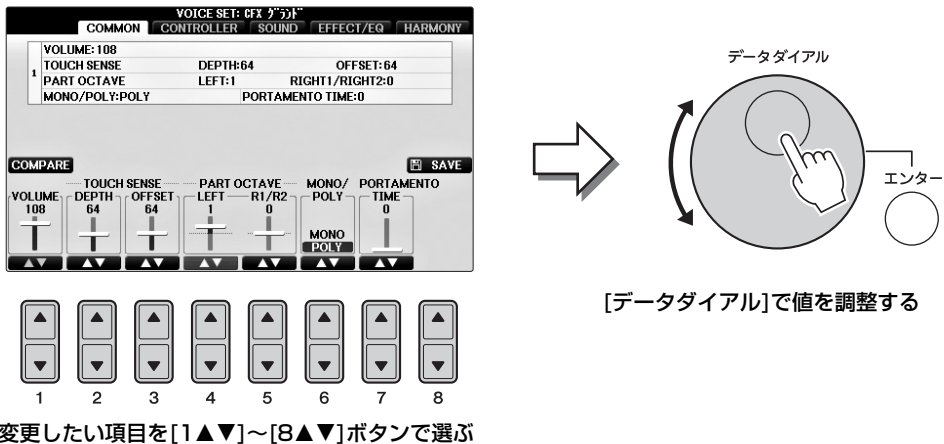 VOICE SET: CFX グランド
COMMON CONTROLLER SOUND EFFECT/EQ HARMONY
VOLUME:108
1 TOUCH SENSE DEPTH:64 OFFSET:64
PART OCTAVE LEFT:1 RIGHT1/RIGHT2:0
MONO/POLY:POLY PORTAMENTO TIME:0
COMPARE SAVE
TOUCH SENSE PART OCTAVE MONO/ PORTAMENTO
VOLUME DEPTH OFFSET LEFT R1/R2 POLY TIME
108 64 64 1 0 0
MONO
POLY
▲▼ ▲▼ ▲▼ ▲▼ ▲▼ ▲▼ ▲▼
1 2 3 4 5 6 7 8
変更したい項目を[1▲▼]～[8▲▼]ボタンで選ぶ
データダイアル
エンター
[データダイアル]で値を調整する